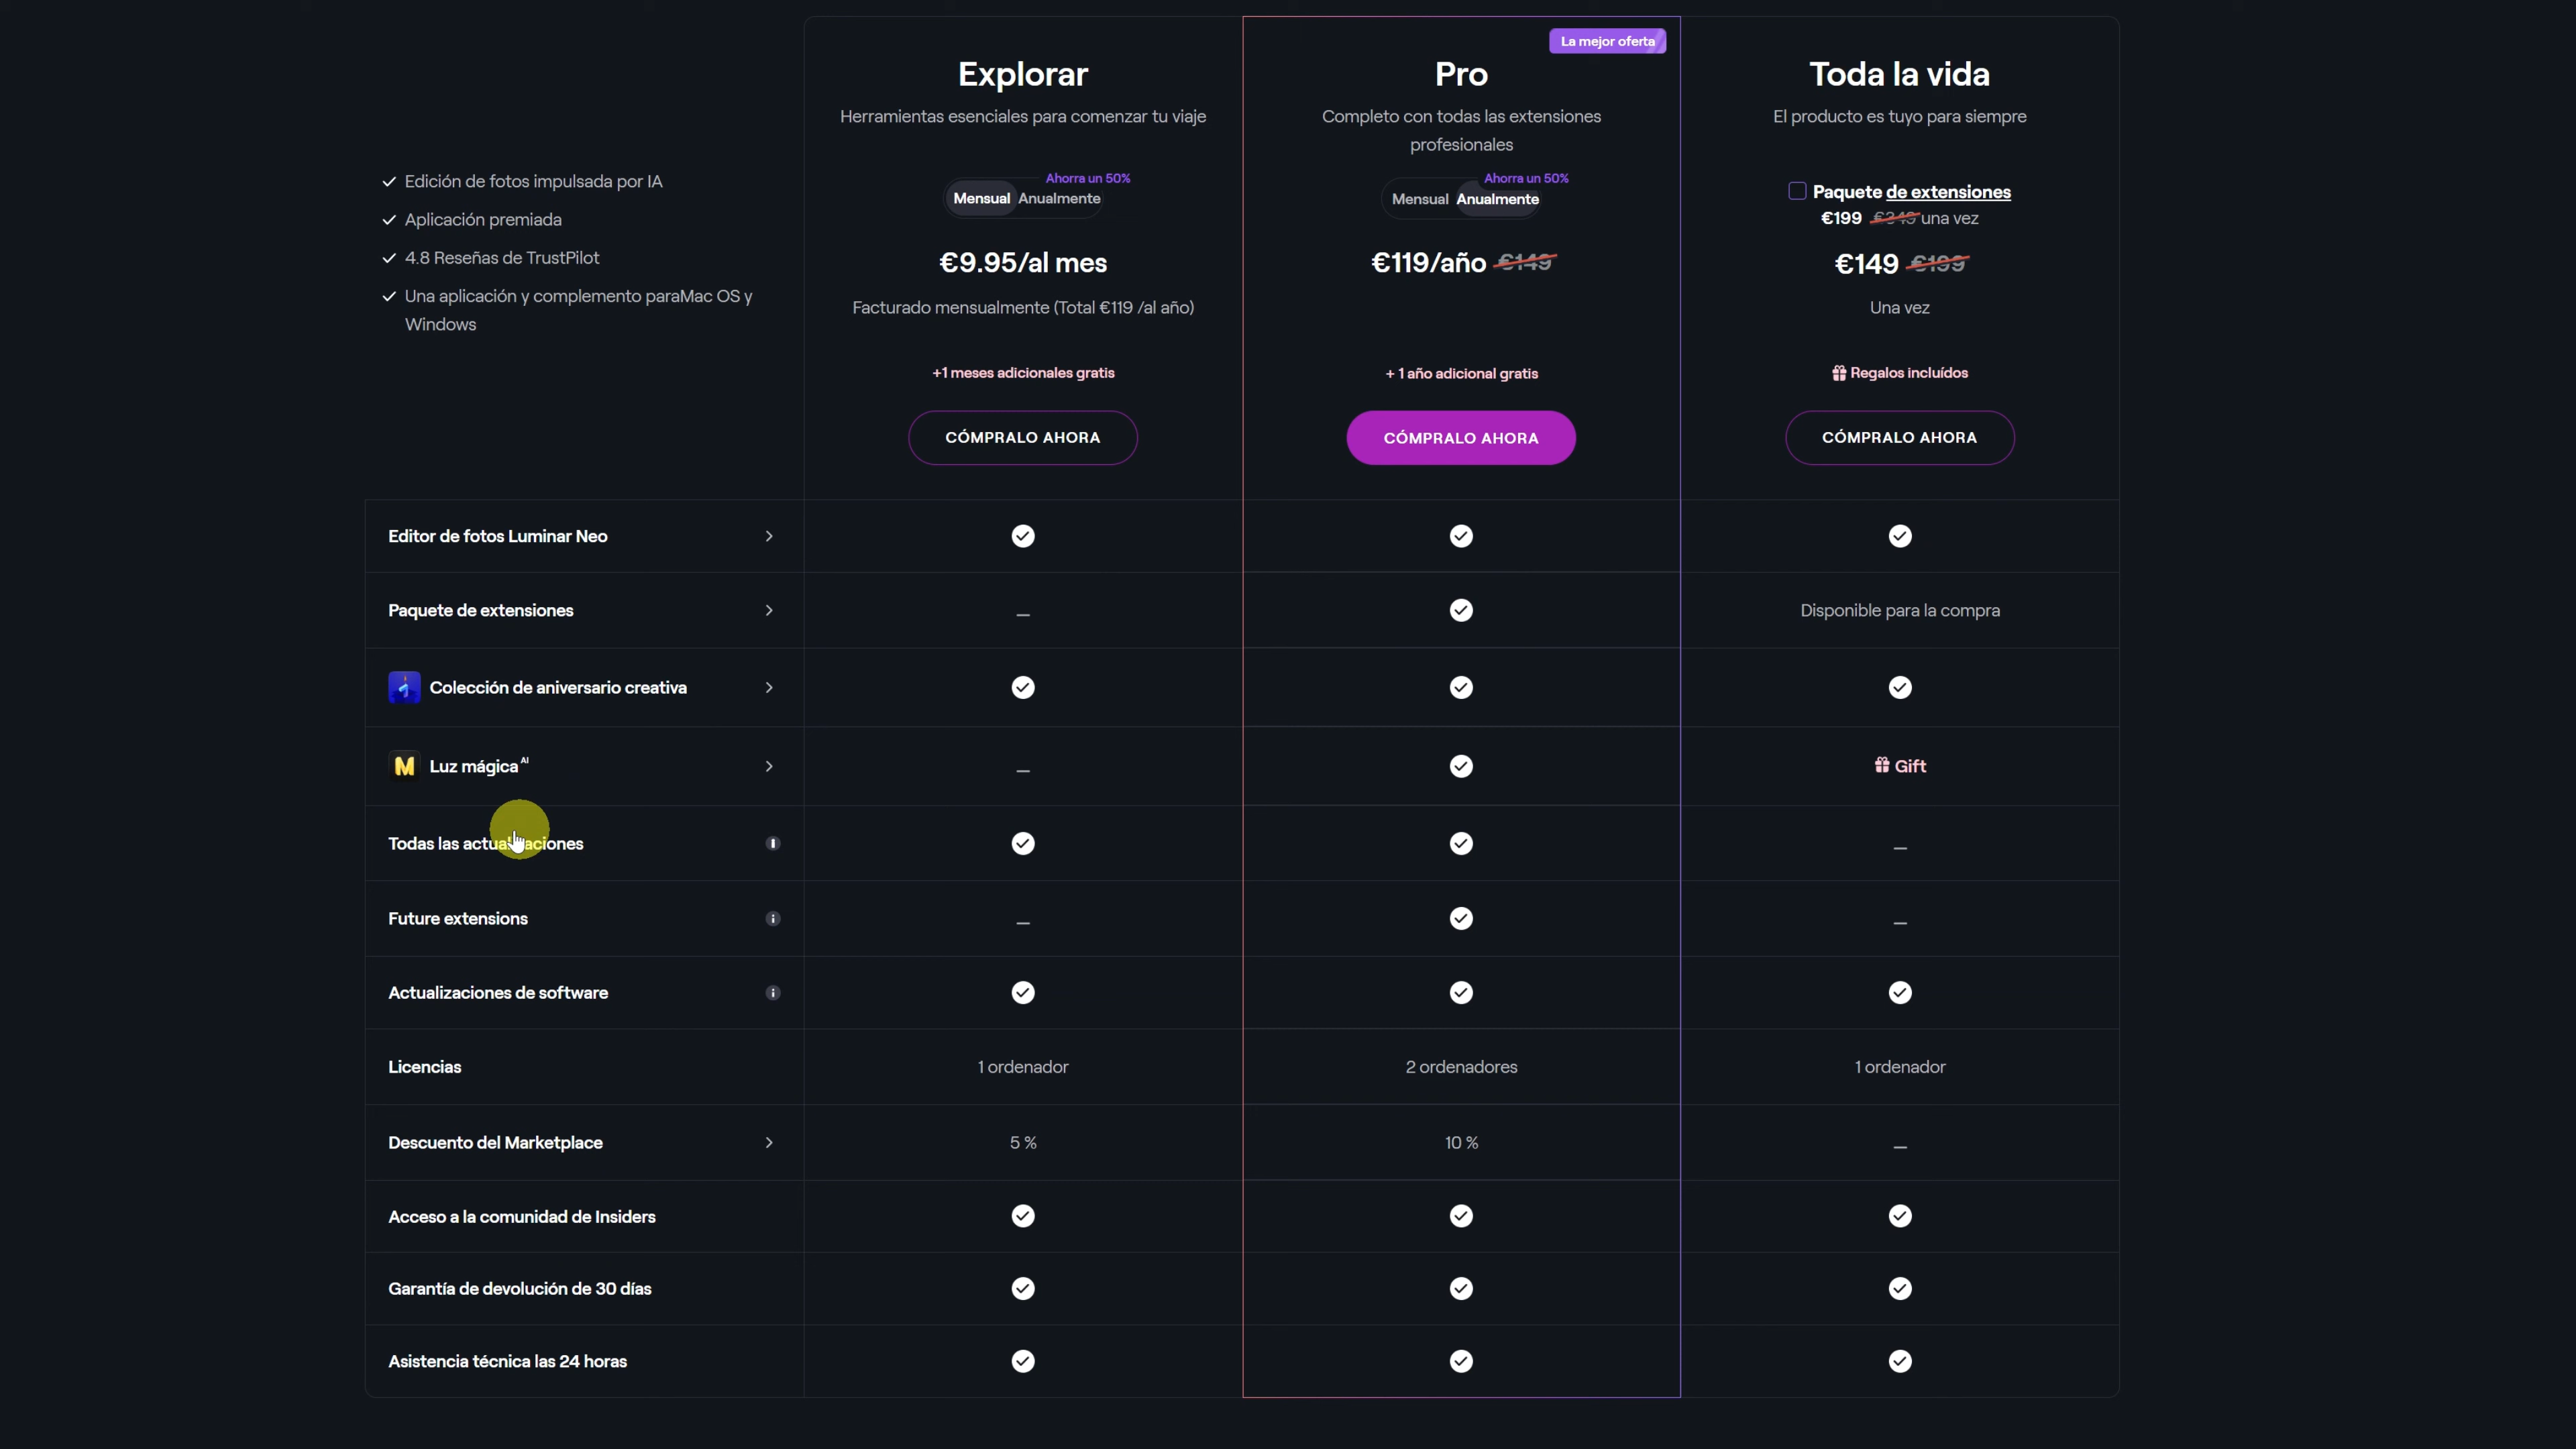 La mejor oferta
Explorar
Pro
Toda la vida
Herramientas esenciales para comenzar tu viaje
Completo con todas las extensiones
profesionales
El producto es tuyo para siempre
✓ Edición de fotos impulsada por IA
✓ Aplicación premiada
✓ 4.8 Reseñas de TrustPilot
✓ Una aplicación y complemento paraMac OS y
Windows
Ahorra un 50%
Mensual Anualmente
€9.95/al mes
Facturado mensualmente (Total €119 /al año)
+1 meses adicionales gratis
CÓMPRALO AHORA
Ahorra un 50%
Mensual Anualmente
€119/año €149
+ 1 año adicional gratis
CÓMPRALO AHORA
Paquete de extensiones
€199 €349 una vez
€149 €199
Una vez
Regalos incluídos
CÓMPRALO AHORA
Editor de fotos Luminar Neo
Paquete de extensiones – Disponible para la compra
Colección de aniversario creativa
M Luz mágica AI – Gift
Todas las actualizaciones –
Future extensions – –
Actualizaciones de software
Licencias 1 ordenador 2 ordenadores 1 ordenador
Descuento del Marketplace 5 % 10 % –
Acceso a la comunidad de Insiders
Garantía de devolución de 30 días
Asistencia técnica las 24 horas